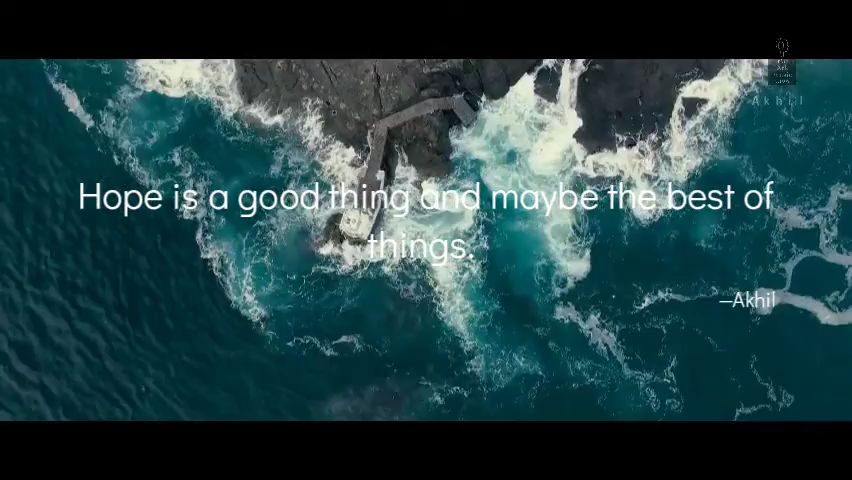 Akhil
Hope is a good thing and maybe the best of
things.
—Akhil